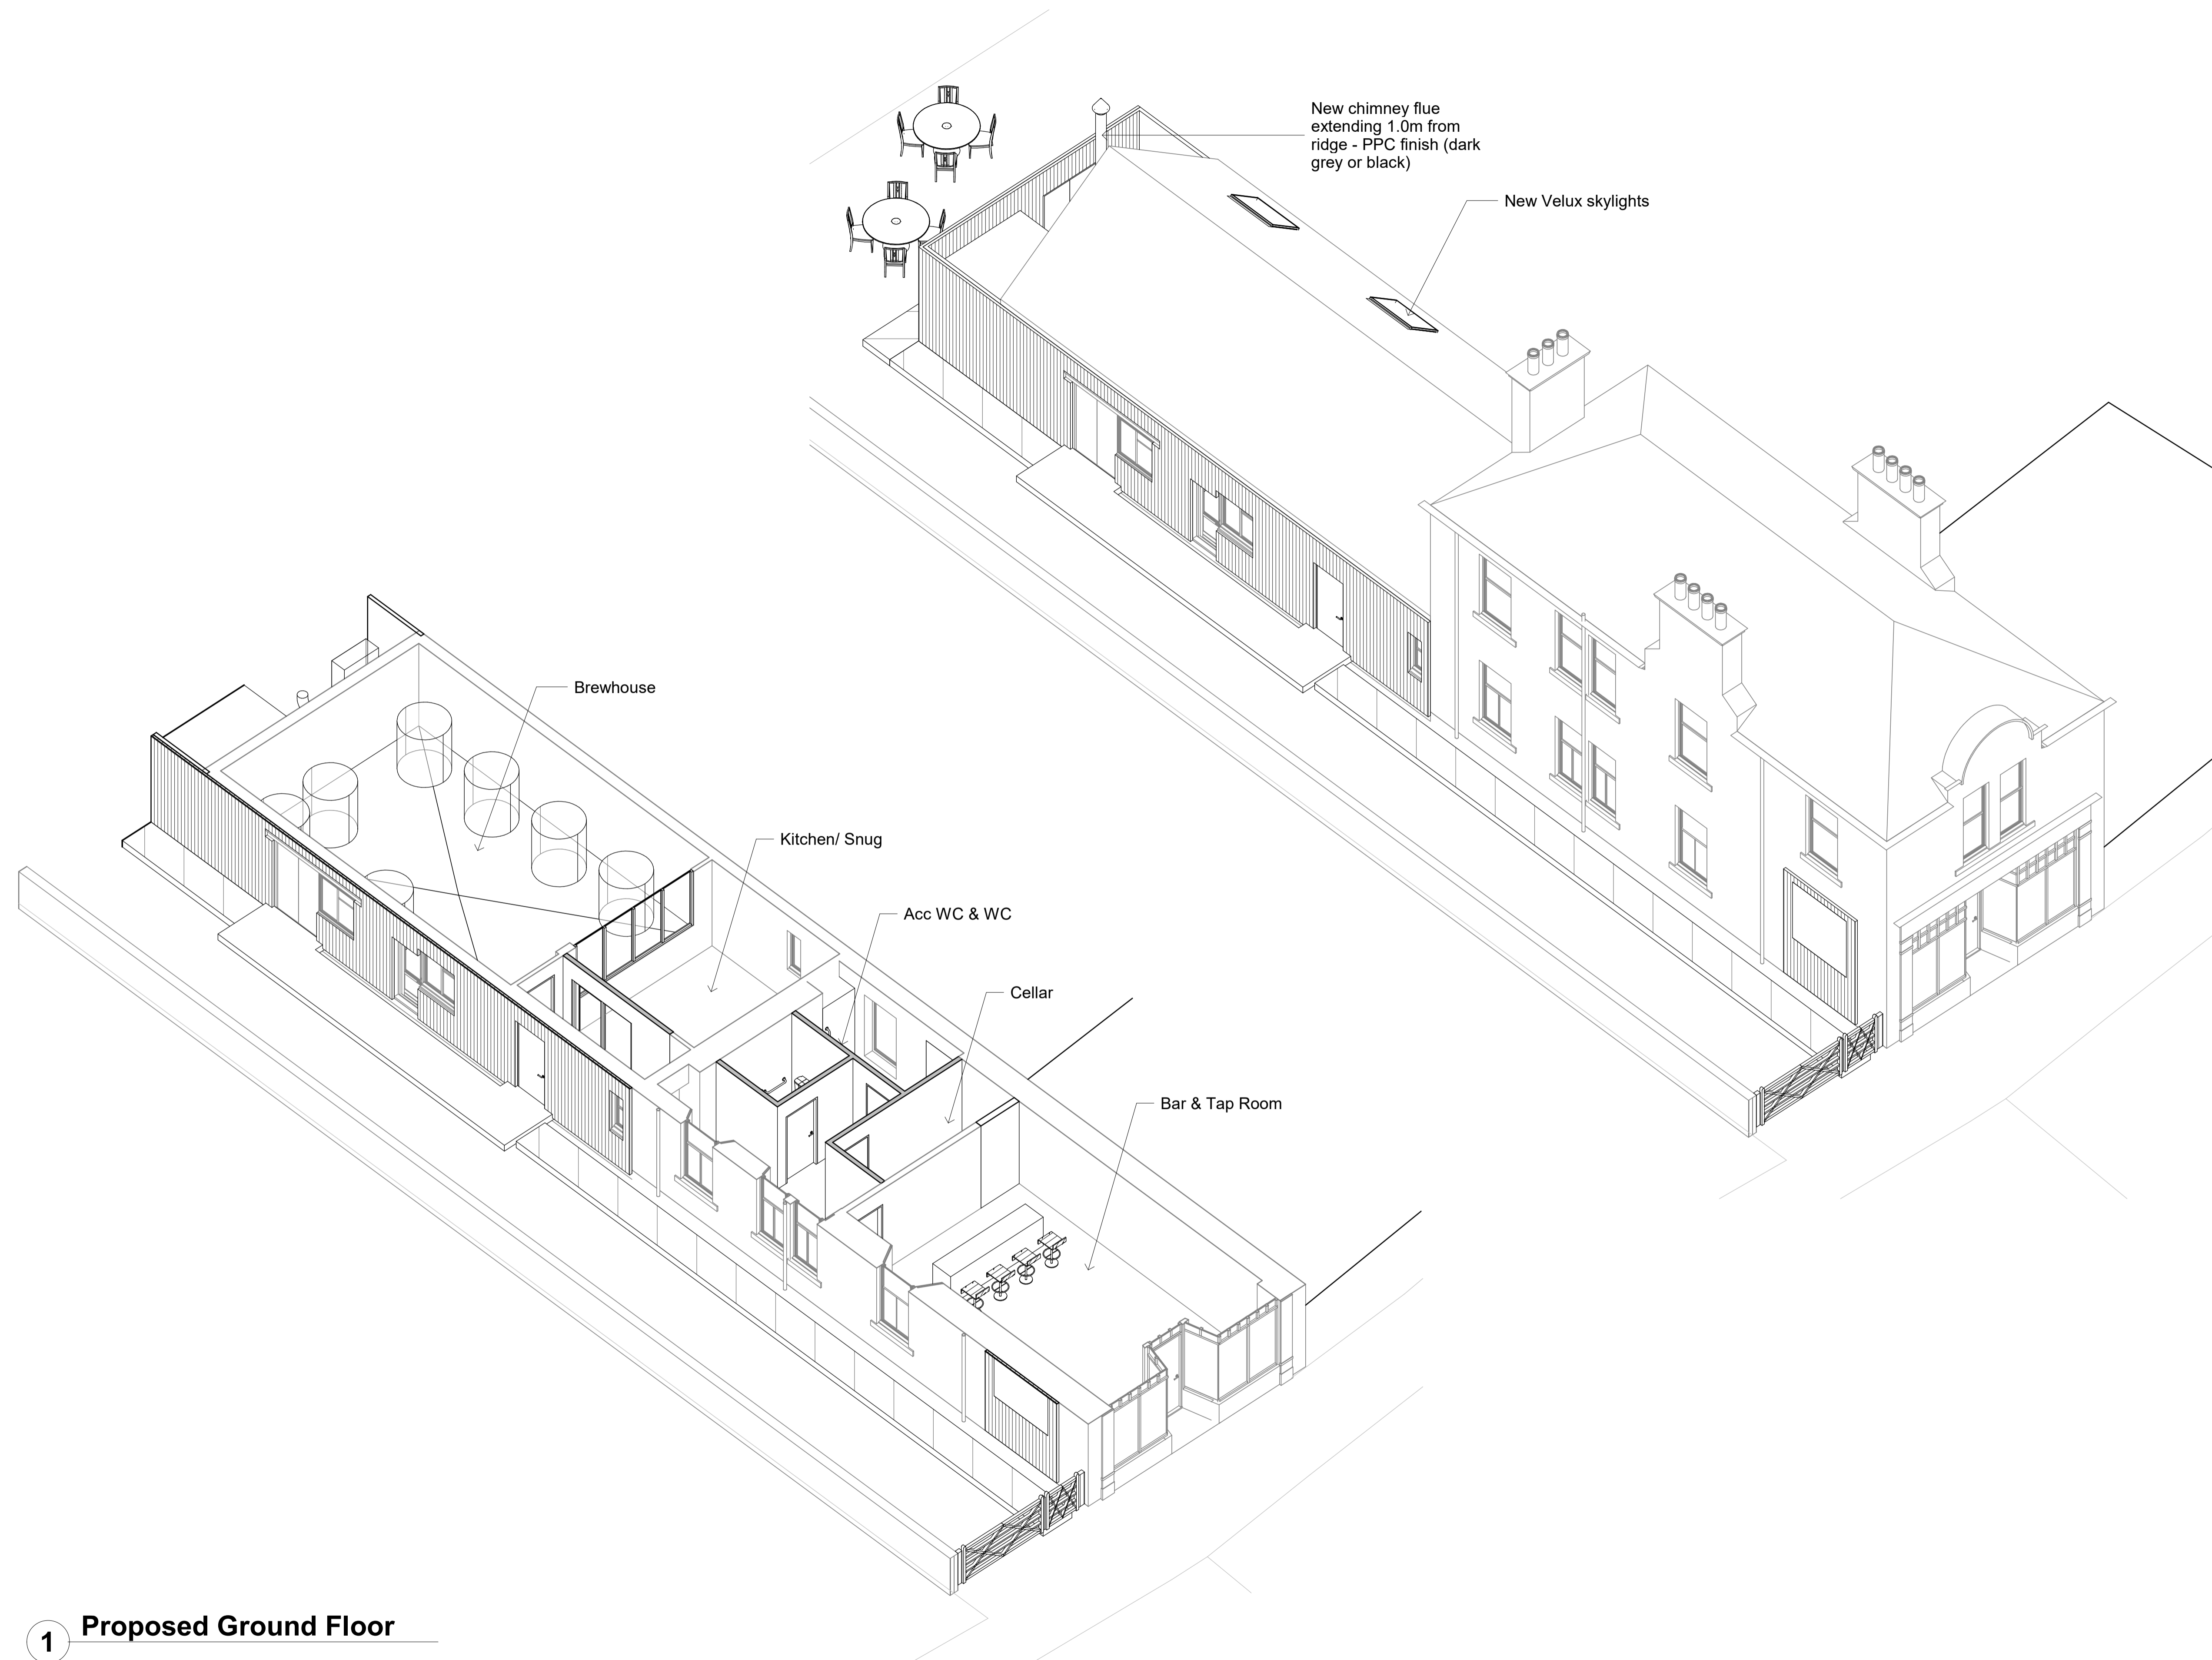 New chimney flue
extending 1.0m from
ridge - PPC finish (dark
grey or black)
New Velux skylights
Brewhouse
Kitchen/ Snug
Acc WC & WC
Cellar
Bar & Tap Room
1 Proposed Ground Floor